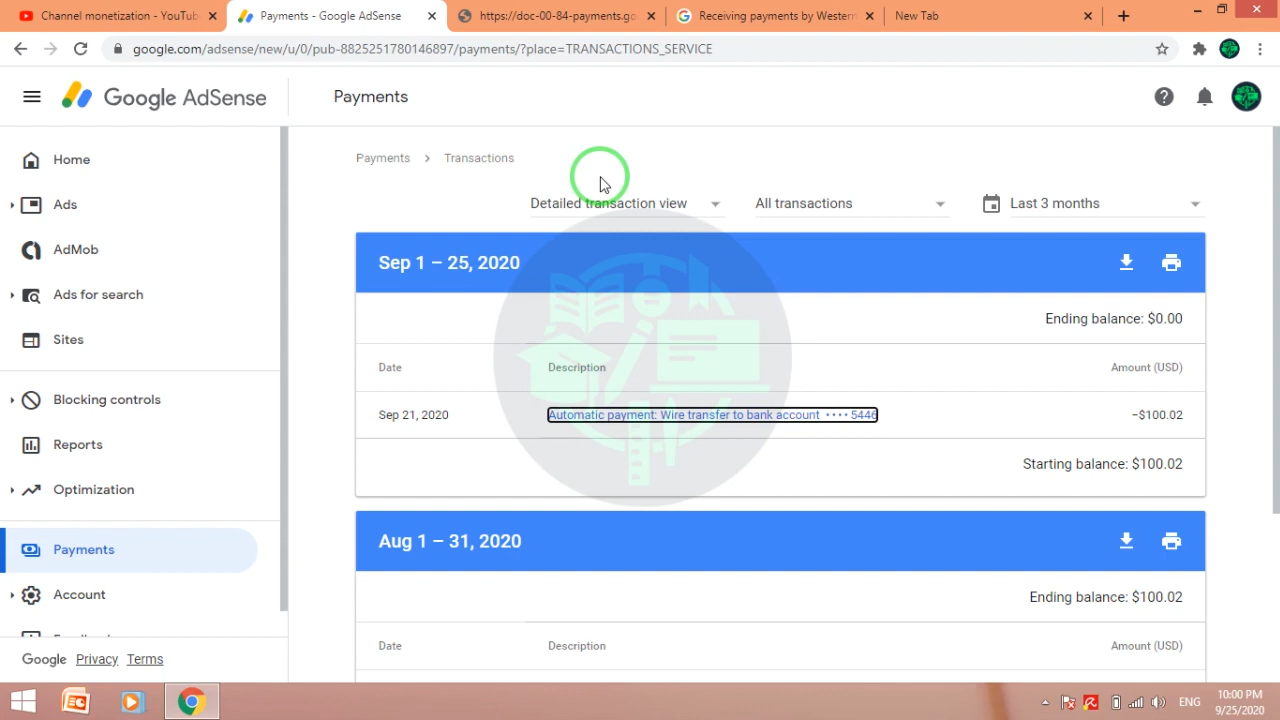 Channel monetization - YouTub
Payments - Google AdSense
https://doc-00-84-payments.go
Receiving payments by Western
New Tab
google.com/adsense/new/u/0/pub-8825251780146897/payments/?place=TRANSACTIONS_SERVICE
Google AdSense
Payments
Home
Ads
AdMob
Ads for search
Sites
Blocking controls
Reports
Optimization
Payments
Account
Google Privacy Terms
Payments > Transactions
Detailed transaction view
All transactions
Last 3 months
Sep 1 – 25, 2020
Ending balance: $0.00
Date Description Amount (USD)
Sep 21, 2020 Automatic payment: Wire transfer to bank account •••• 5446 −$100.02
Starting balance: $100.02
Aug 1 – 31, 2020
Ending balance: $100.02
Date Description Amount (USD)
ENG
10:00 PM
9/25/2020